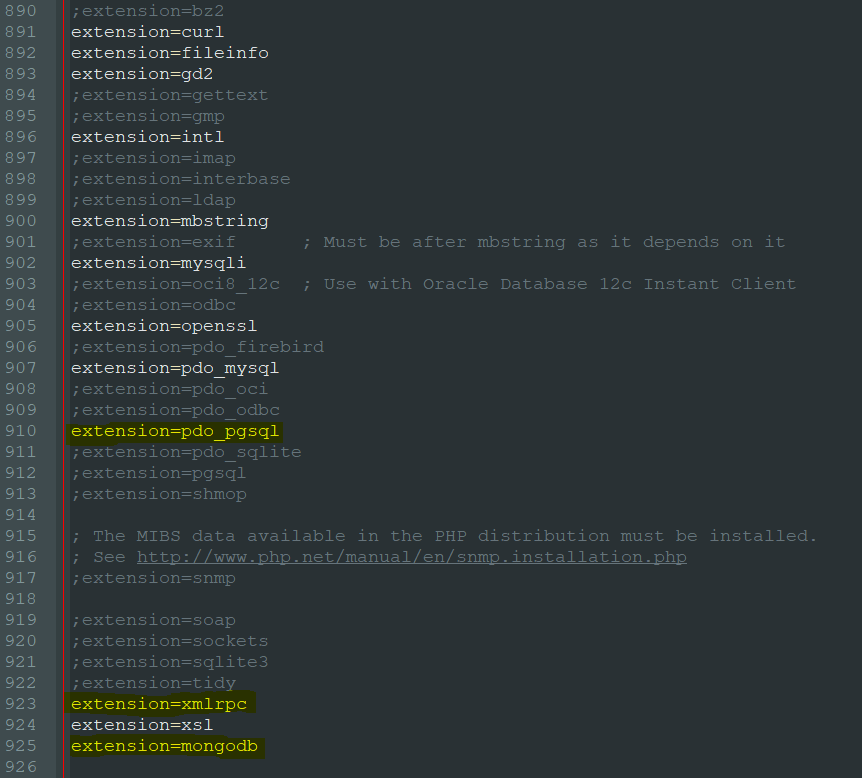 890 ;extension=bz2
891 extension=curl
892 extension=fileinfo
893 extension=gd2
894 ;extension=gettext
895 ;extension=gmp
896 extension=intl
897 ;extension=imap
898 ;extension=interbase
899 ;extension=ldap
900 extension=mbstring
901 ;extension=exif      ; Must be after mbstring as it depends on it
902 extension=mysqli
903 ;extension=oci8_12c  ; Use with Oracle Database 12c Instant Client
904 ;extension=odbc
905 extension=openssl
906 ;extension=pdo_firebird
907 extension=pdo_mysql
908 ;extension=pdo_oci
909 ;extension=pdo_odbc
910 extension=pdo_pgsql
911 ;extension=pdo_sqlite
912 ;extension=pgsql
913 ;extension=shmop
914
915 ; The MIBS data available in the PHP distribution must be installed.
916 ; See http://www.php.net/manual/en/snmp.installation.php
917 ;extension=snmp
918
919 ;extension=soap
920 ;extension=sockets
921 ;extension=sqlite3
922 ;extension=tidy
923 extension=xmlrpc
924 extension=xsl
925 extension=mongodb
926